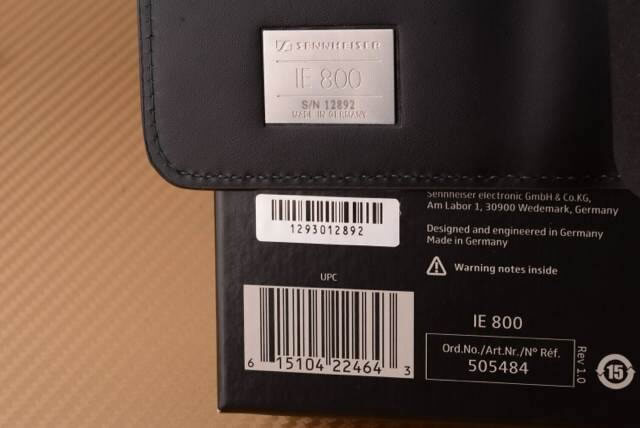 SENNHEISER
IE 800
S/N 12892
MADE IN GERMANY
Sennheiser electronic GmbH & Co.KG,
Am Labor 1, 30900 Wedemark, Germany
1293012892
Designed and engineered in Germany
Made in Germany
Warning notes inside
UPC
6 15104 22464 3
IE 800
Ord.No./Art.Nr./N° Réf.
505484
Rev 1.0
15